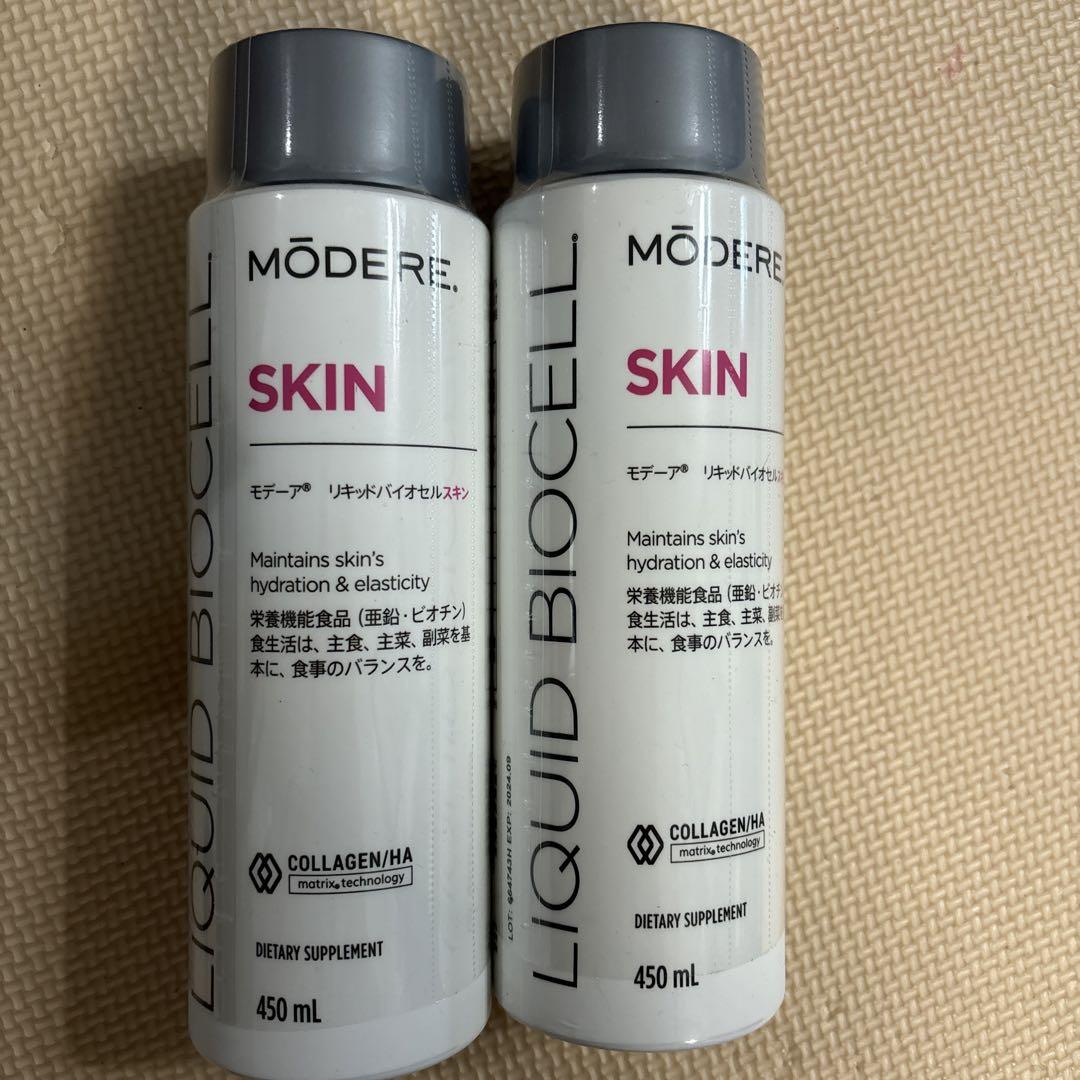 MŌDERE.
SKIN
モデーア® リキッドバイオセルスキン
Maintains skin's
hydration & elasticity
栄養機能食品(亜鉛・ビオチン)
食生活は、主食、主菜、副菜を基
本に、食事のバランスを。
COLLAGEN/HA
matrix® technology
DIETARY SUPPLEMENT
450 mL
LIQUID BIOCELL®
MŌDERE.
SKIN
モデーア® リキッドバイオセルス
Maintains skin's
hydration & elasticity
栄養機能食品(亜鉛・ビオチン
食生活は、主食、主菜、副菜
本に、食事のバランスを。
COLLAGEN/HA
matrix® technology
DIETARY SUPPLEMENT
450 mL
LIQUID BIOCELL®
EXP: 2024.09